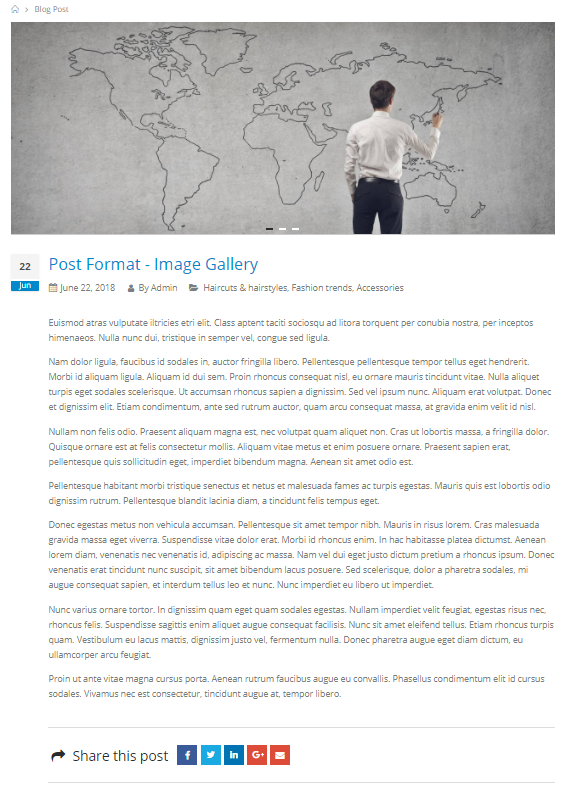 Blog Post
22
Jun
Post Format - Image Gallery
June 22, 2018 By Admin Haircuts & hairstyles, Fashion trends, Accessories
Euismod atras vulputate iltricies etri elit. Class aptent taciti sociosqu ad litora torquent per conubia nostra, per inceptos
himenaeos. Nulla nunc dui, tristique in semper vel, congue sed ligula.
Nam dolor ligula, faucibus id sodales in, auctor fringilla libero. Pellentesque pellentesque tempor tellus eget hendrerit.
Morbi id aliquam ligula. Aliquam id dui sem. Proin rhoncus consequat nisl, eu ornare mauris tincidunt vitae. Nulla aliquet
turpis eget sodales scelerisque. Ut accumsan rhoncus sapien a dignissim. Sed vel ipsum nunc. Aliquam erat volutpat. Donec
et dignissim elit. Etiam condimentum, ante sed rutrum auctor, quam arcu consequat massa, at gravida enim velit id nisl.
Nullam non felis odio. Praesent aliquam magna est, nec volutpat quam aliquet non. Cras ut lobortis massa, a fringilla dolor.
Quisque ornare est at felis consectetur mollis. Aliquam vitae metus et enim posuere ornare. Praesent sapien erat,
pellentesque quis sollicitudin eget, imperdiet bibendum magna. Aenean sit amet odio est.
Pellentesque habitant morbi tristique senectus et netus et malesuada fames ac turpis egestas. Mauris quis est lobortis odio
dignissim rutrum. Pellentesque blandit lacinia diam, a tincidunt felis tempus eget.
Donec egestas metus non vehicula accumsan. Pellentesque sit amet tempor nibh. Mauris in risus lorem. Cras malesuada
gravida massa eget viverra. Suspendisse vitae dolor erat. Morbi id rhoncus enim. In hac habitasse platea dictumst. Aenean
lorem diam, venenatis nec venenatis id, adipiscing ac massa. Nam vel dui eget justo dictum pretium a rhoncus ipsum. Donec
venenatis erat tincidunt nunc suscipit, sit amet bibendum lacus posuere. Sed scelerisque, dolor a pharetra sodales, mi
augue consequat sapien, et interdum tellus leo et nunc. Nunc imperdiet eu libero ut imperdiet.
Nunc varius ornare tortor. In dignissim quam eget quam sodales egestas. Nullam imperdiet velit feugiat, egestas risus nec,
rhoncus felis. Suspendisse sagittis enim aliquet augue consequat facilisis. Nunc sit amet eleifend tellus. Etiam rhoncus turpis
quam. Vestibulum eu lacus mattis, dignissim justo vel, fermentum nulla. Donec pharetra augue eget diam dictum, eu
ullamcorper arcu feugiat.
Proin ut ante vitae magna cursus porta. Aenean rutrum faucibus augue eu convallis. Phasellus condimentum elit id cursus
sodales. Vivamus nec est consectetur, tincidunt augue at, tempor libero.
Share this post